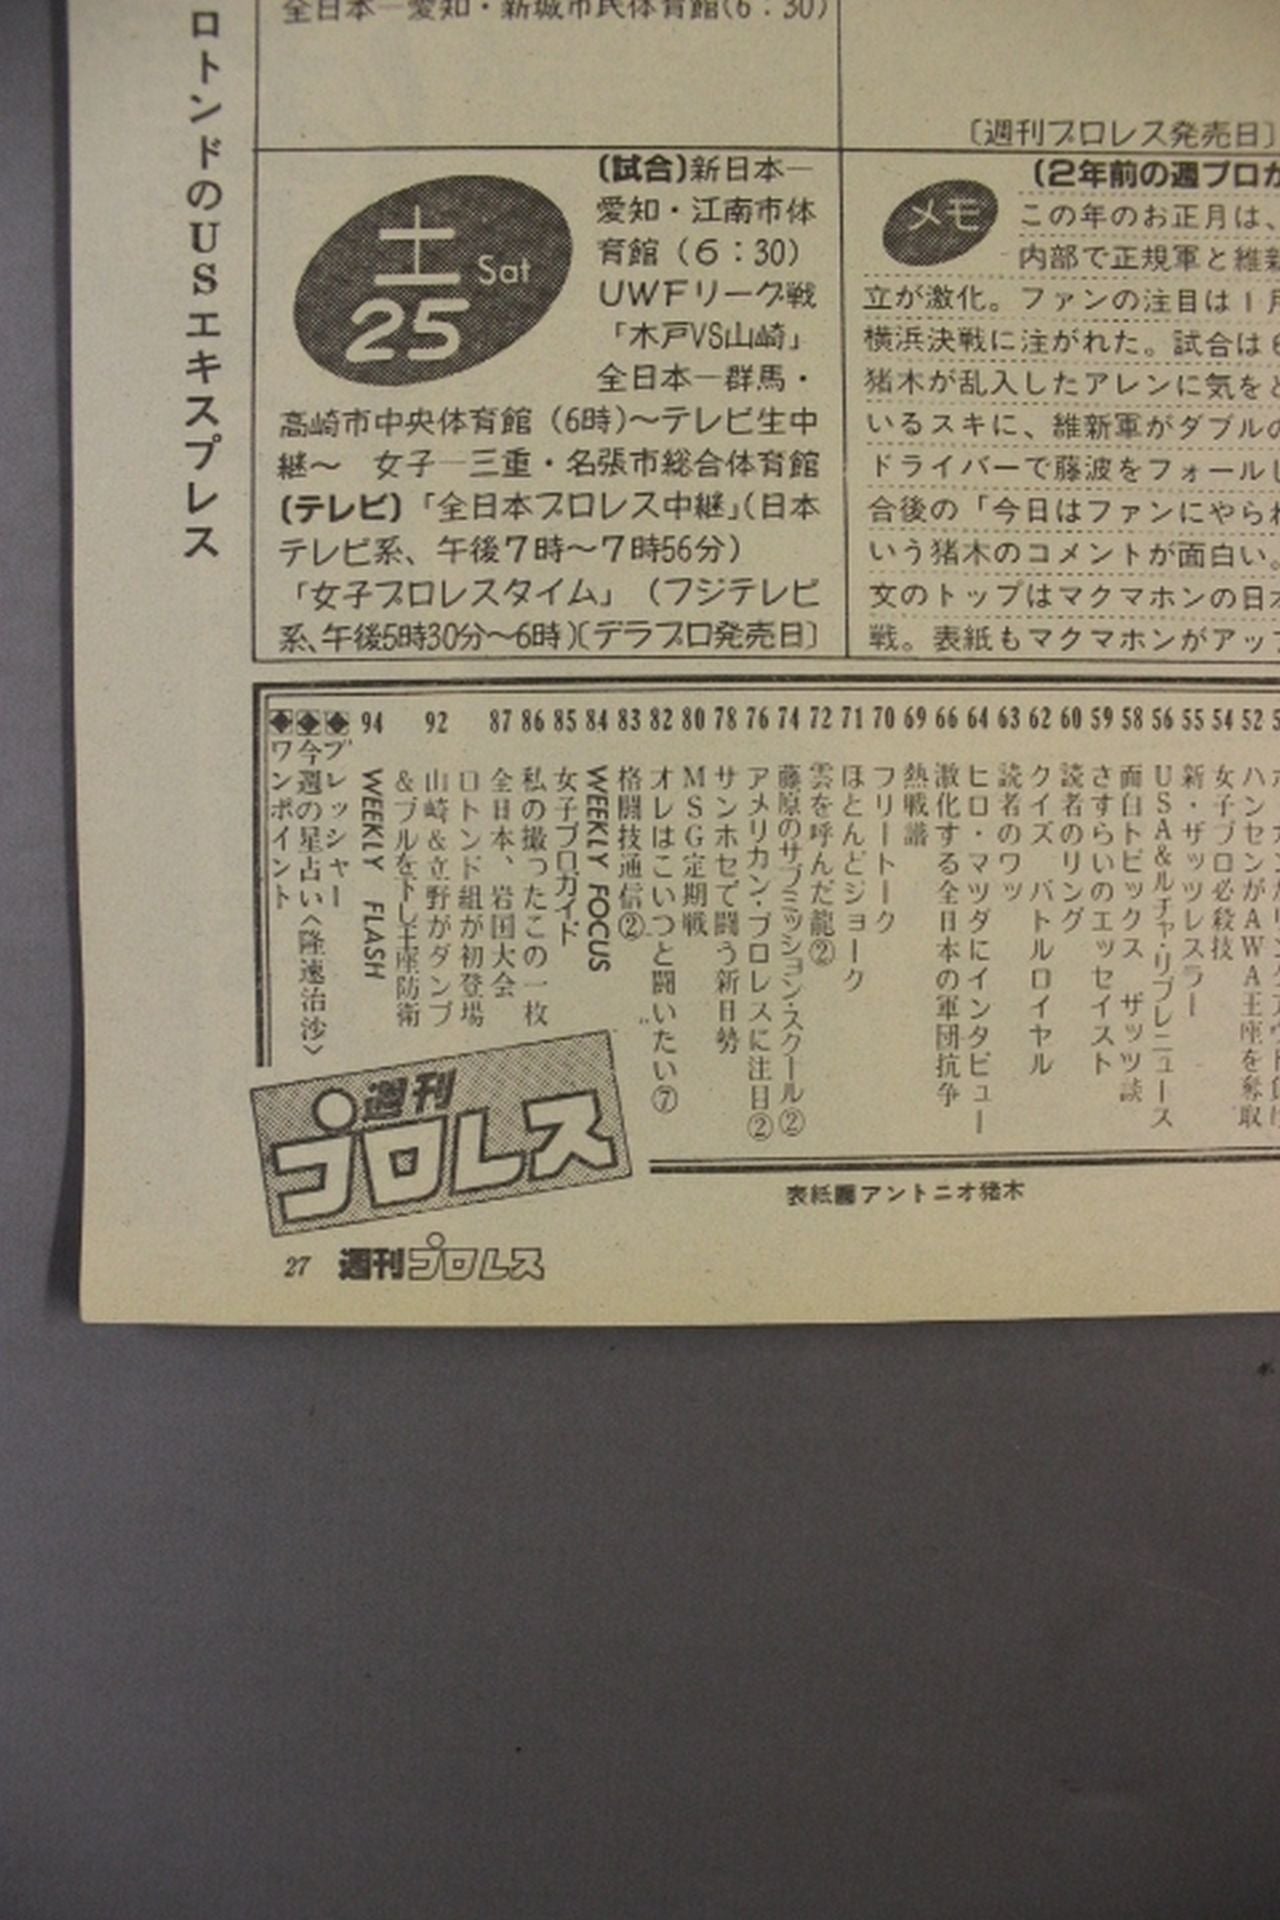 全日本―愛知・新城市民体育館(6：30)
〔週刊プロレス発売日〕
土
Sat
25
(試合)新日本―
愛知・江南市体
育館（6：30）
UWFリーグ戦
「木戸VS山崎」
全日本―群馬・
高崎市中央体育館（6時）～テレビ生中
継～　女子―三重・名張市総合体育館
(テレビ)「全日本プロレス中継」（日本
テレビ系、午後7時～7時56分）
「女子プロレスタイム」（フジテレビ
系、午後5時30分～6時）〔デラプロ発売日〕
メモ
(2年前の週プロか
この年のお正月は、
内部で正規軍と維新
立が激化。ファンの注目は1月
横浜決戦に注がれた。試合は
猪木が乱入したアレンに気をと
いるスキに、維新軍がダブルの
ドライバーで藤波をフォールし
合後の「今日はファンにやられ
いう猪木のコメントが面白い。
文のトップはマクマホンの日本
戦。表紙もマクマホンがアップ
ロトンドのUSエキスプレス
52 ハンセンがAWA王座を奪取
54 女子プロ必殺技
55 新・ザッツレスラー
56 USA&ルチャ・リブレニュース
58 面白トピックス　ザッツ談
59 さすらいのエッセイスト
60 読者のリング
62 クイズ　バトルロイヤル
63 読者のワッ
64 ヒロ・マツダにインタビュー
66 激化する全日本の軍団抗争
69 熱戦譜
70 フリートーク
71 ほとんどジョーク
72 雲を呼んだ龍②
74 藤原のサブミッション・スクール②
76 アメリカン・プロレスに注目②
78 サンホセで闘う新日勢
80 MSG定期戦
82 オレはこいつと闘いたい⑦
83 格闘技通信②
84 WEEKLY FOCUS
85 女子プロガイド
86 私の撮ったこの一枚
87 全日本、岩国大会
ロトンド組が初登場
92 山崎&立野がダンプ
&ブルを下し王座防衛
94 WEEKLY FLASH
◆プレッシャー
◆今週の星占い〈隆速治沙〉
◆ワンポイント
週刊
プロレス
表紙■アントニオ猪木
27 週刊プロレス